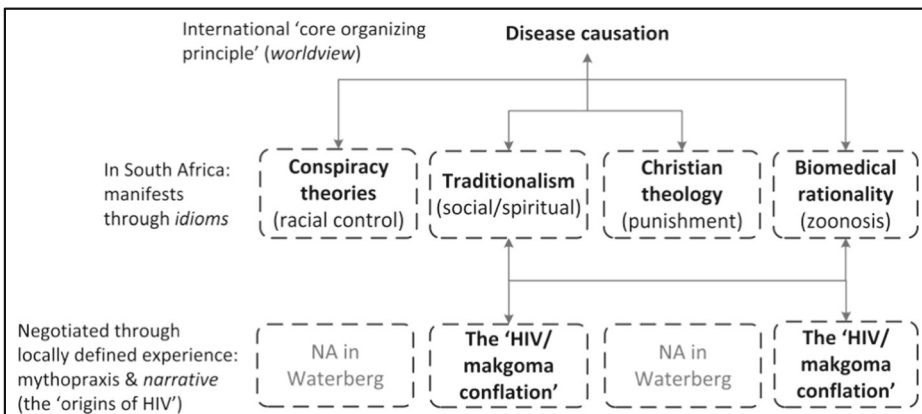 International ‘core organizing
principle’ (worldview)
Disease causation
In South Africa:
manifests
through idioms
Conspiracy
theories
(racial control)
Traditionalism
(social/spiritual)
Christian
theology
(punishment)
Biomedical
rationality
(zoonosis)
Negotiated through
locally defined experience:
mythopraxis & narrative
(the ‘origins of HIV’)
NA in
Waterberg
The ‘HIV/
makgoma
conflation’
NA in
Waterberg
The ‘HIV/
makgoma
conflation’